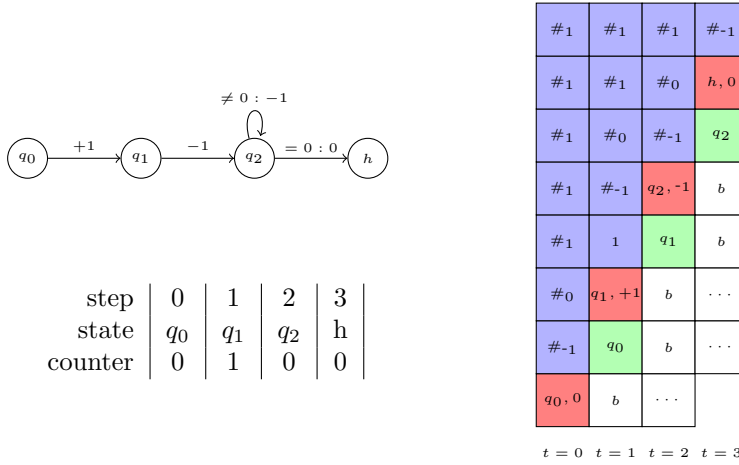 ≠ 0 : −1
q₀ +1 q₁ −1 q₂ = 0 : 0 h
step 0 1 2 3
state q₀ q₁ q₂ h
counter 0 1 0 0
#₁ #₁ #₁ #₋₁
#₁ #₁ #₀ h, 0
#₁ #₀ #₋₁ q₂
#₁ #₋₁ q₂, -1 b
#₁ 1 q₁ b
#₀ q₁, +1 b ···
#₋₁ q₀ b ···
q₀, 0 b ···
t = 0 t = 1 t = 2 t = 3